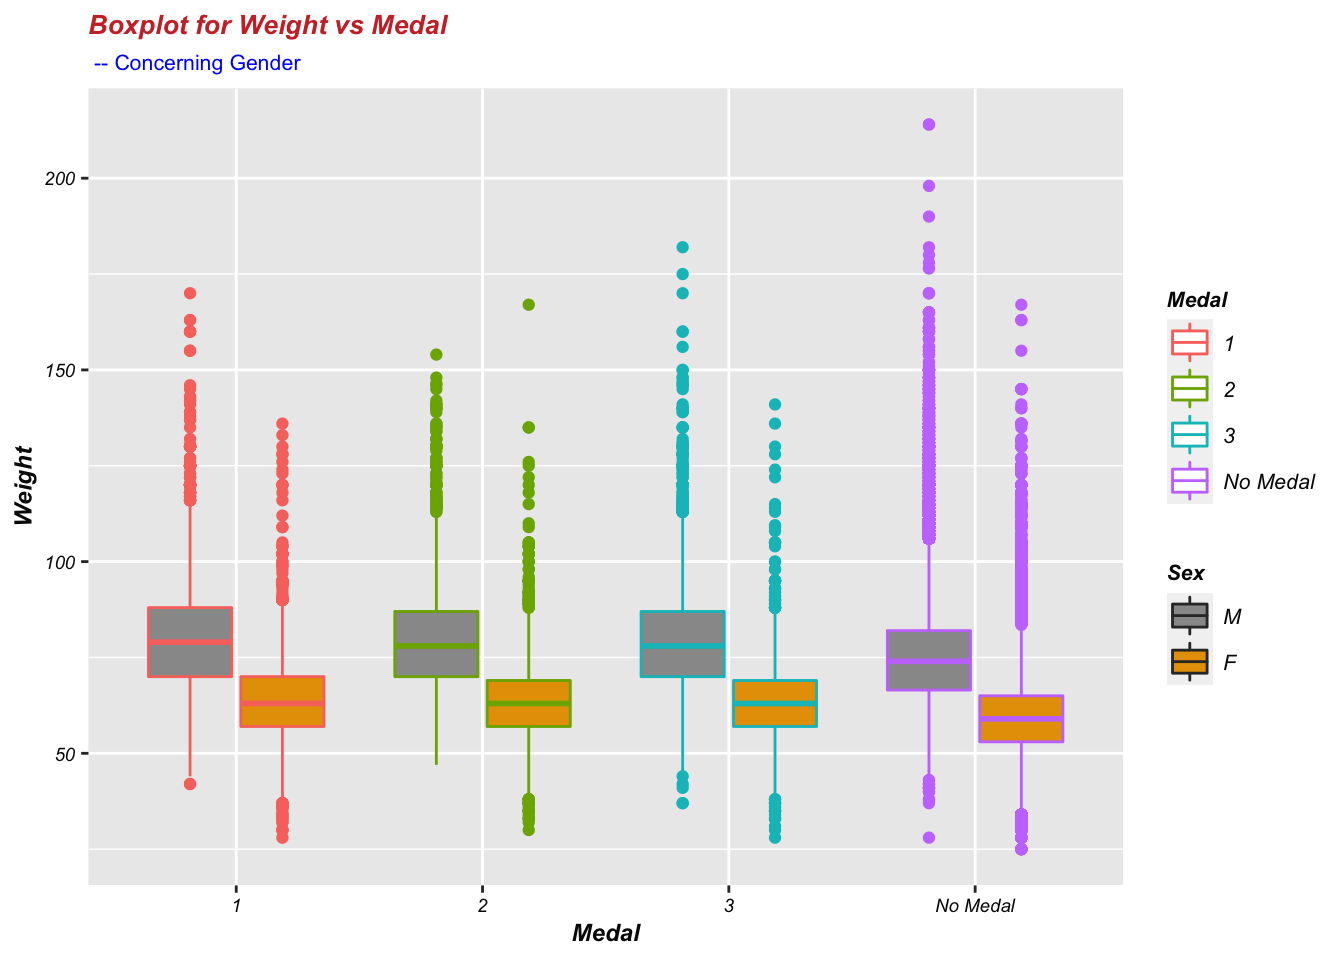 Boxplot for Weight vs Medal
-- Concerning Gender
Weight
200
150
100
50
1
2
3
No Medal
Medal
Medal
1
2
3
No Medal
Sex
M
F